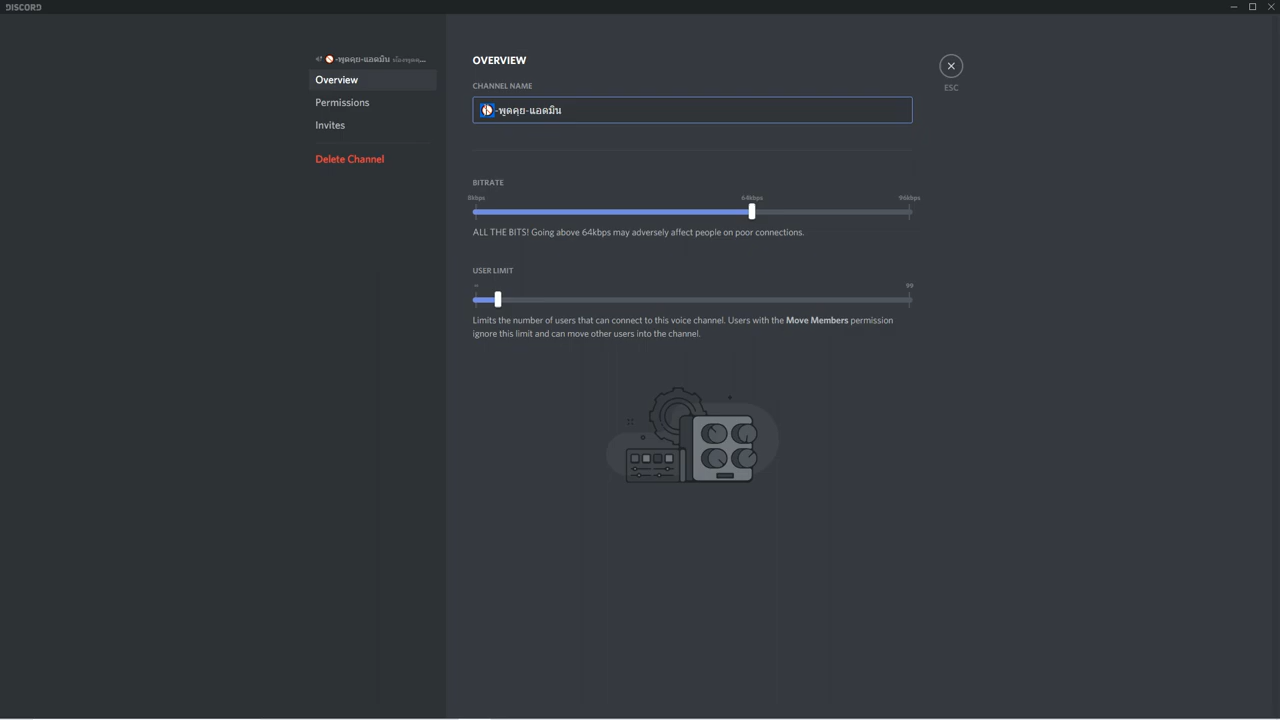 DISCORD
-พูดคุย-แอดมิน
Overview
Permissions
Invites
Delete Channel
OVERVIEW
ESC
CHANNEL NAME
-พูดคุย-แอดมิน
BITRATE
8kbps 64kbps 96kbps
ALL THE BITS! Going above 64kbps may adversely affect people on poor connections.
USER LIMIT
∞ 99
Limits the number of users that can connect to this voice channel. Users with the Move Members permission
ignore this limit and can move other users into the channel.